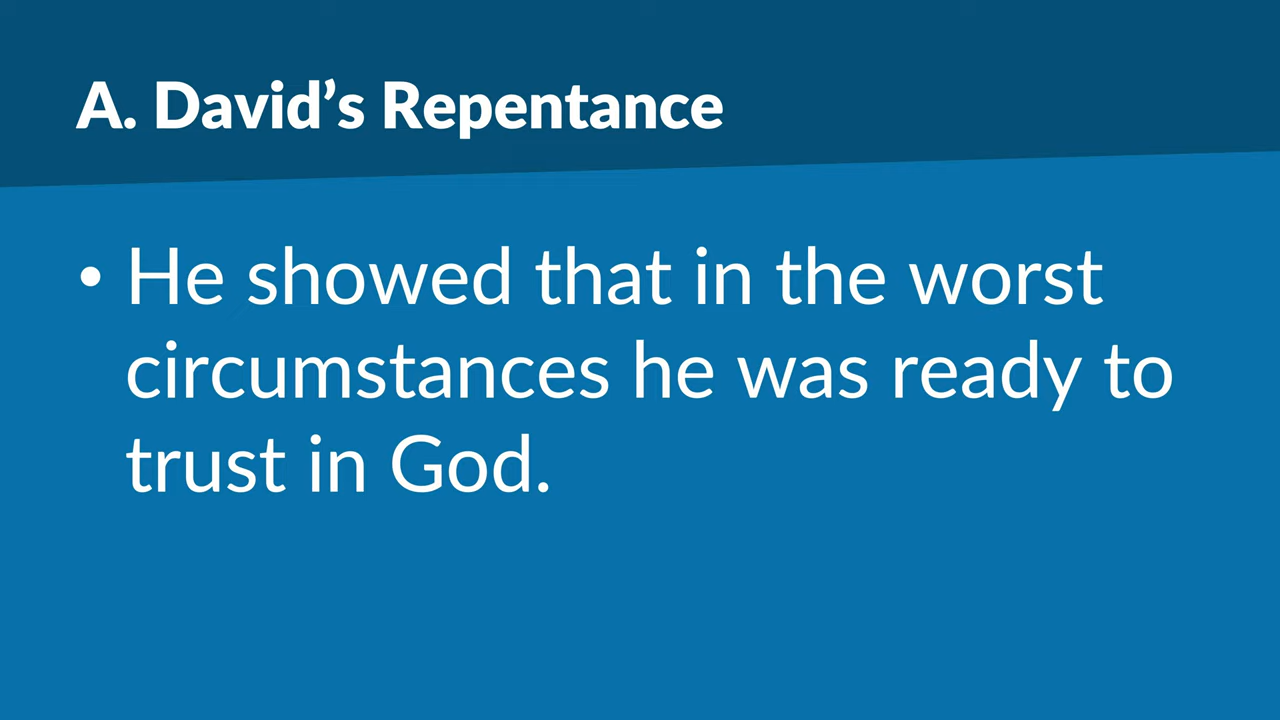 A. David’s Repentance
• He showed that in the worst
circumstances he was ready to
trust in God.